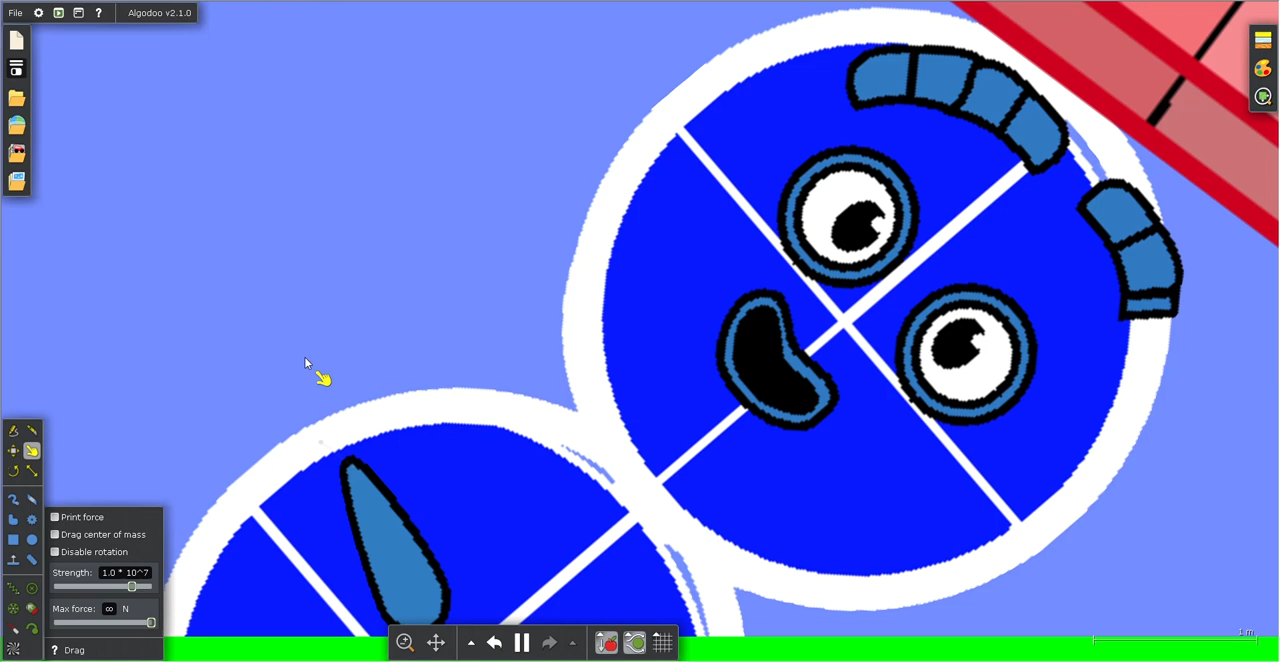 File ? Algodoo v2.1.0
Print force
Drag center of mass
Disable rotation
Strength: 1.0 * 10^7
Max force: ∞ N
? Drag
1 m